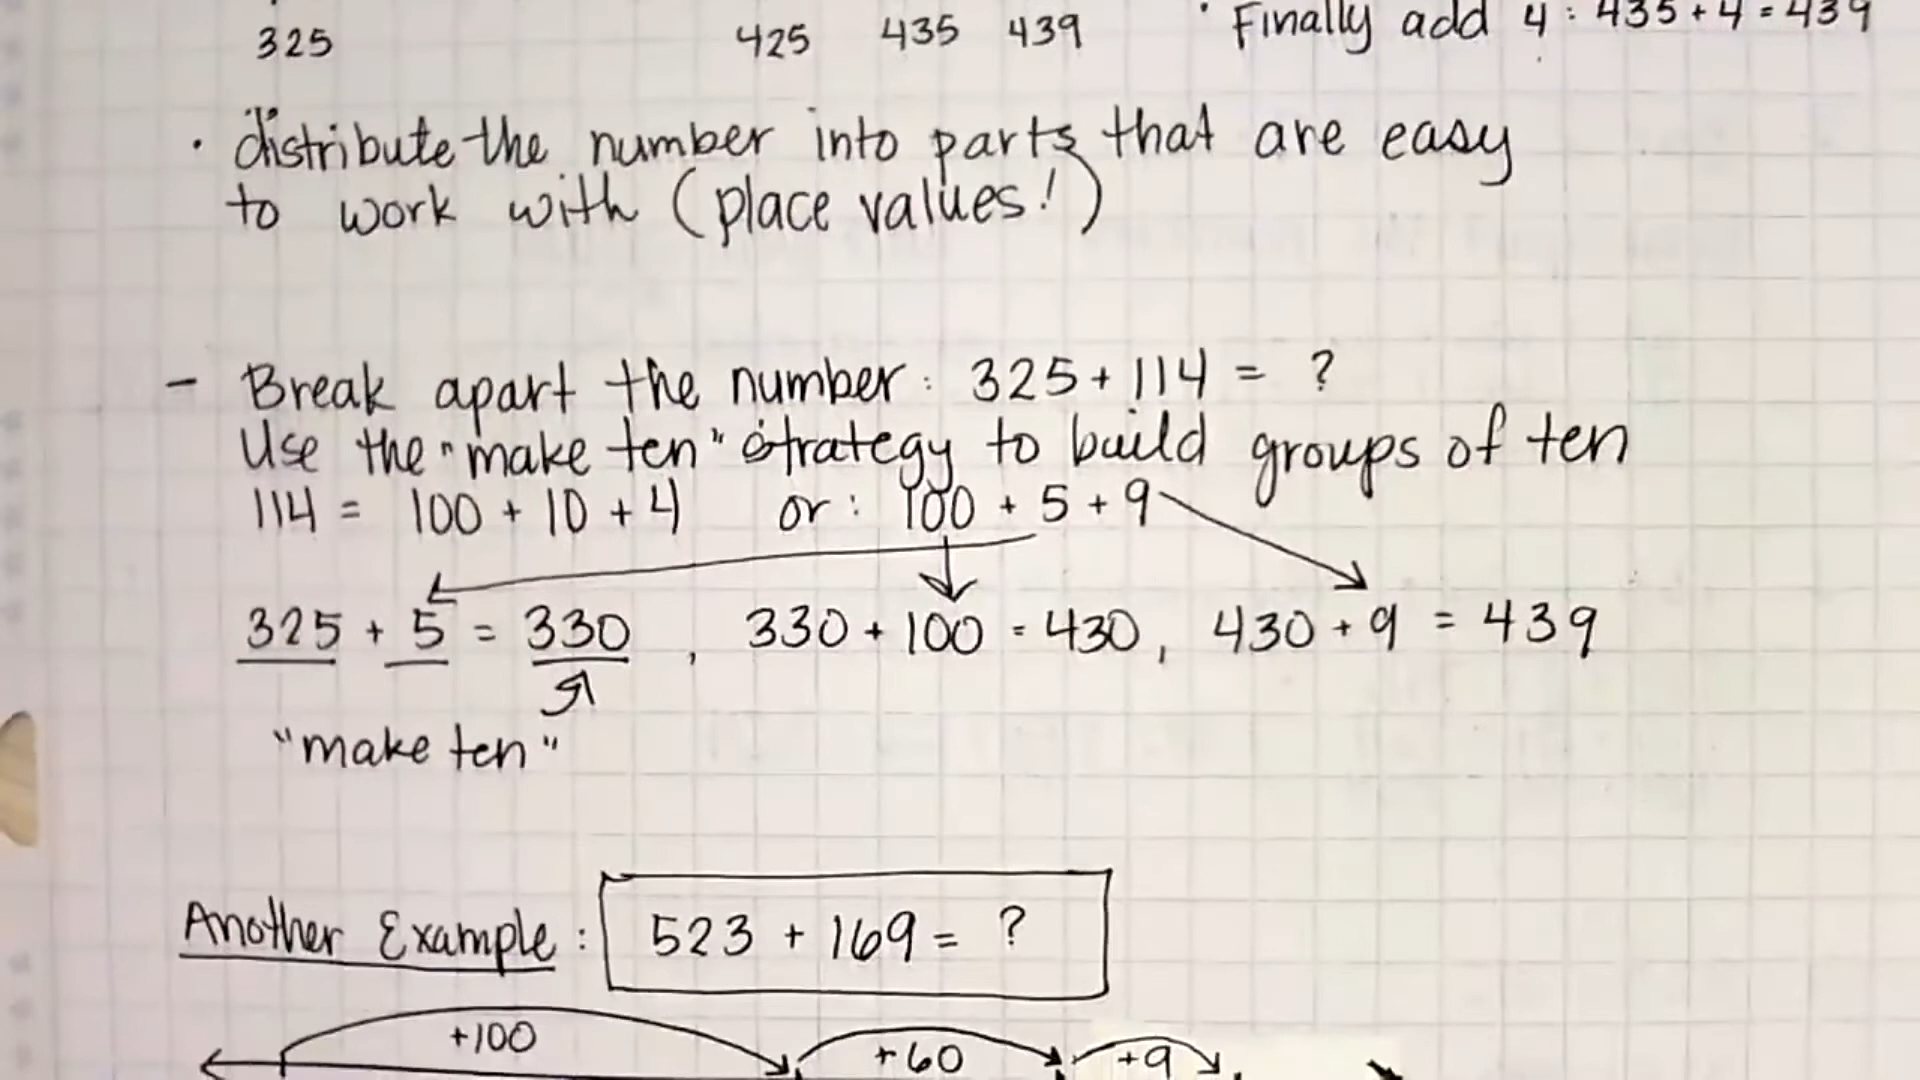 325 425 435 439 · Finally add 4 : 435 + 4 = 439
· distribute the number into parts that are easy
to work with (place values!)
- Break apart the number : 325 + 114 = ?
Use the "make ten" strategy to build groups of ten
114 = 100 + 10 + 4 or : 100 + 5 + 9
325 + 5 = 330 , 330 + 100 = 430, 430 + 9 = 439
"make ten"
Another Example : 523 + 169 = ?
+100 +60 +9